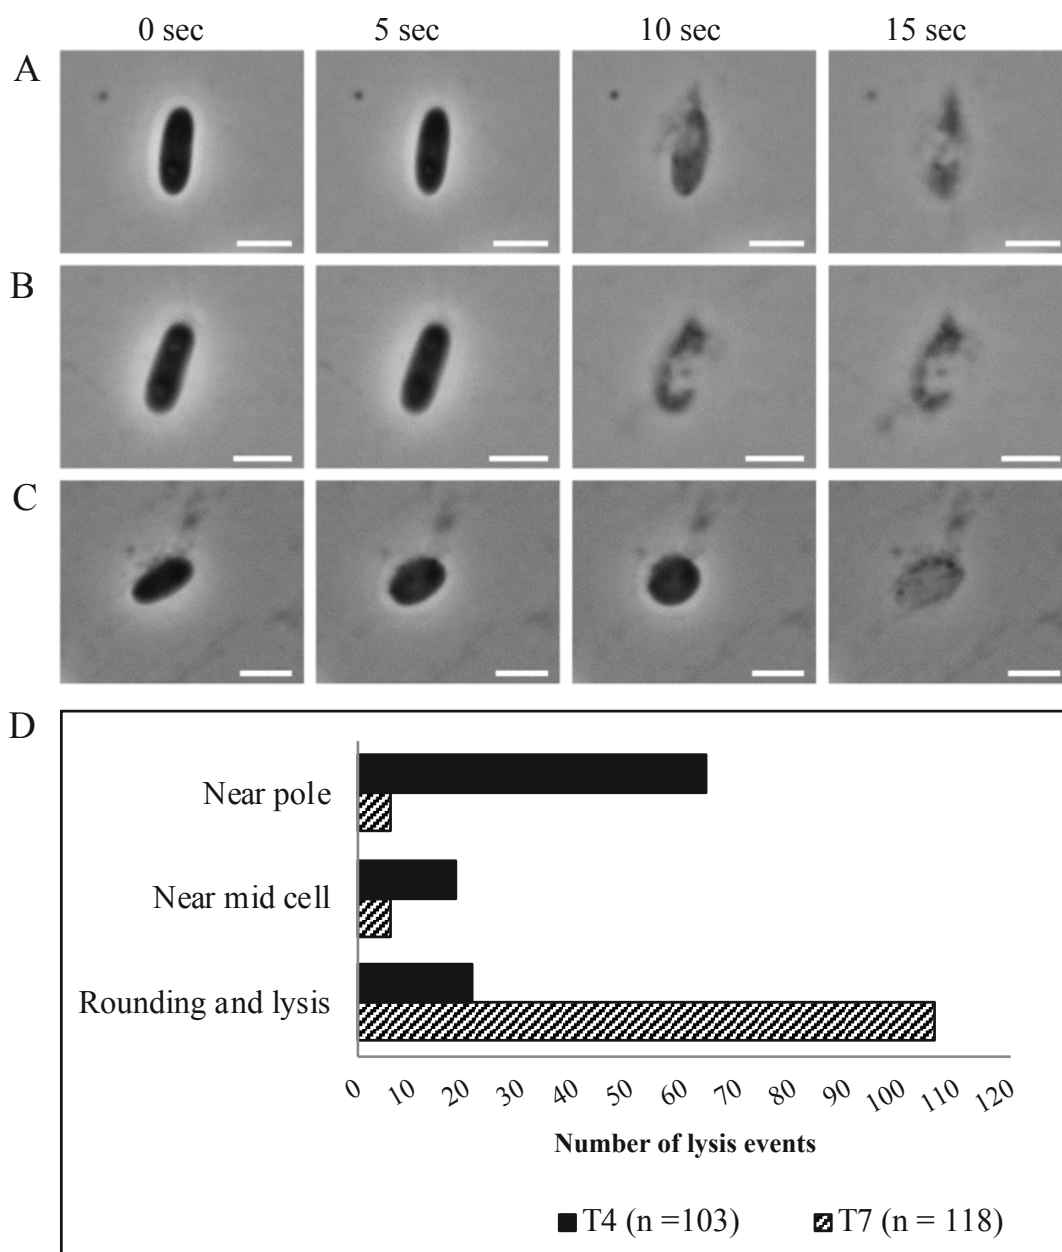 0 sec 5 sec 10 sec 15 sec
A
B
C
D
Near pole
Near mid cell
Rounding and lysis
0 10 20 30 40 50 60 70 80 90 100 110 120
Number of lysis events
T4 (n =103) T7 (n = 118)